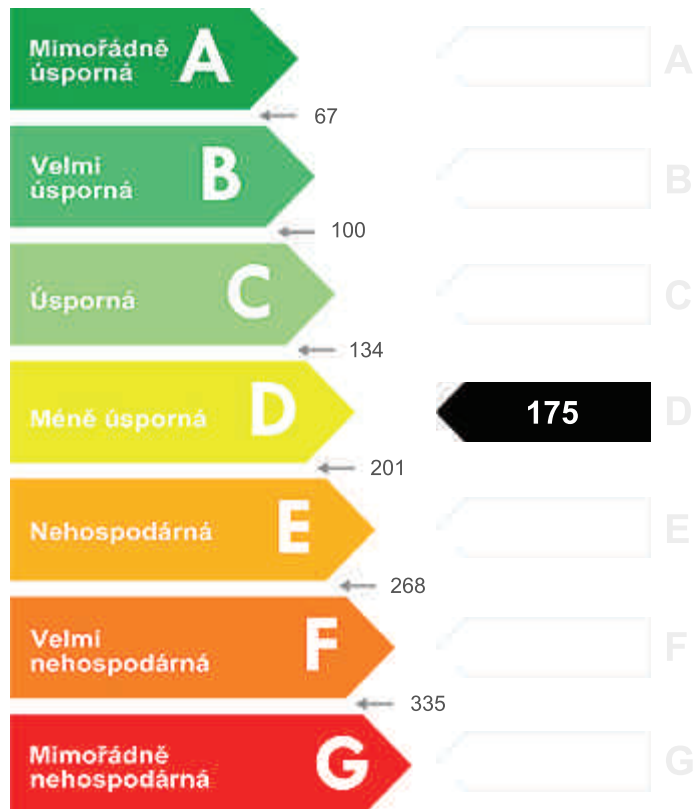 Mimořádně
úsporná
A
A
67
Velmi
úsporná
B
B
100
Úsporná
C
C
134
Méně úsporná
D
175
D
201
Nehospodárná
E
E
268
Velmi
nehospodárná
F
F
335
Mimořádně
nehospodárná
G
G